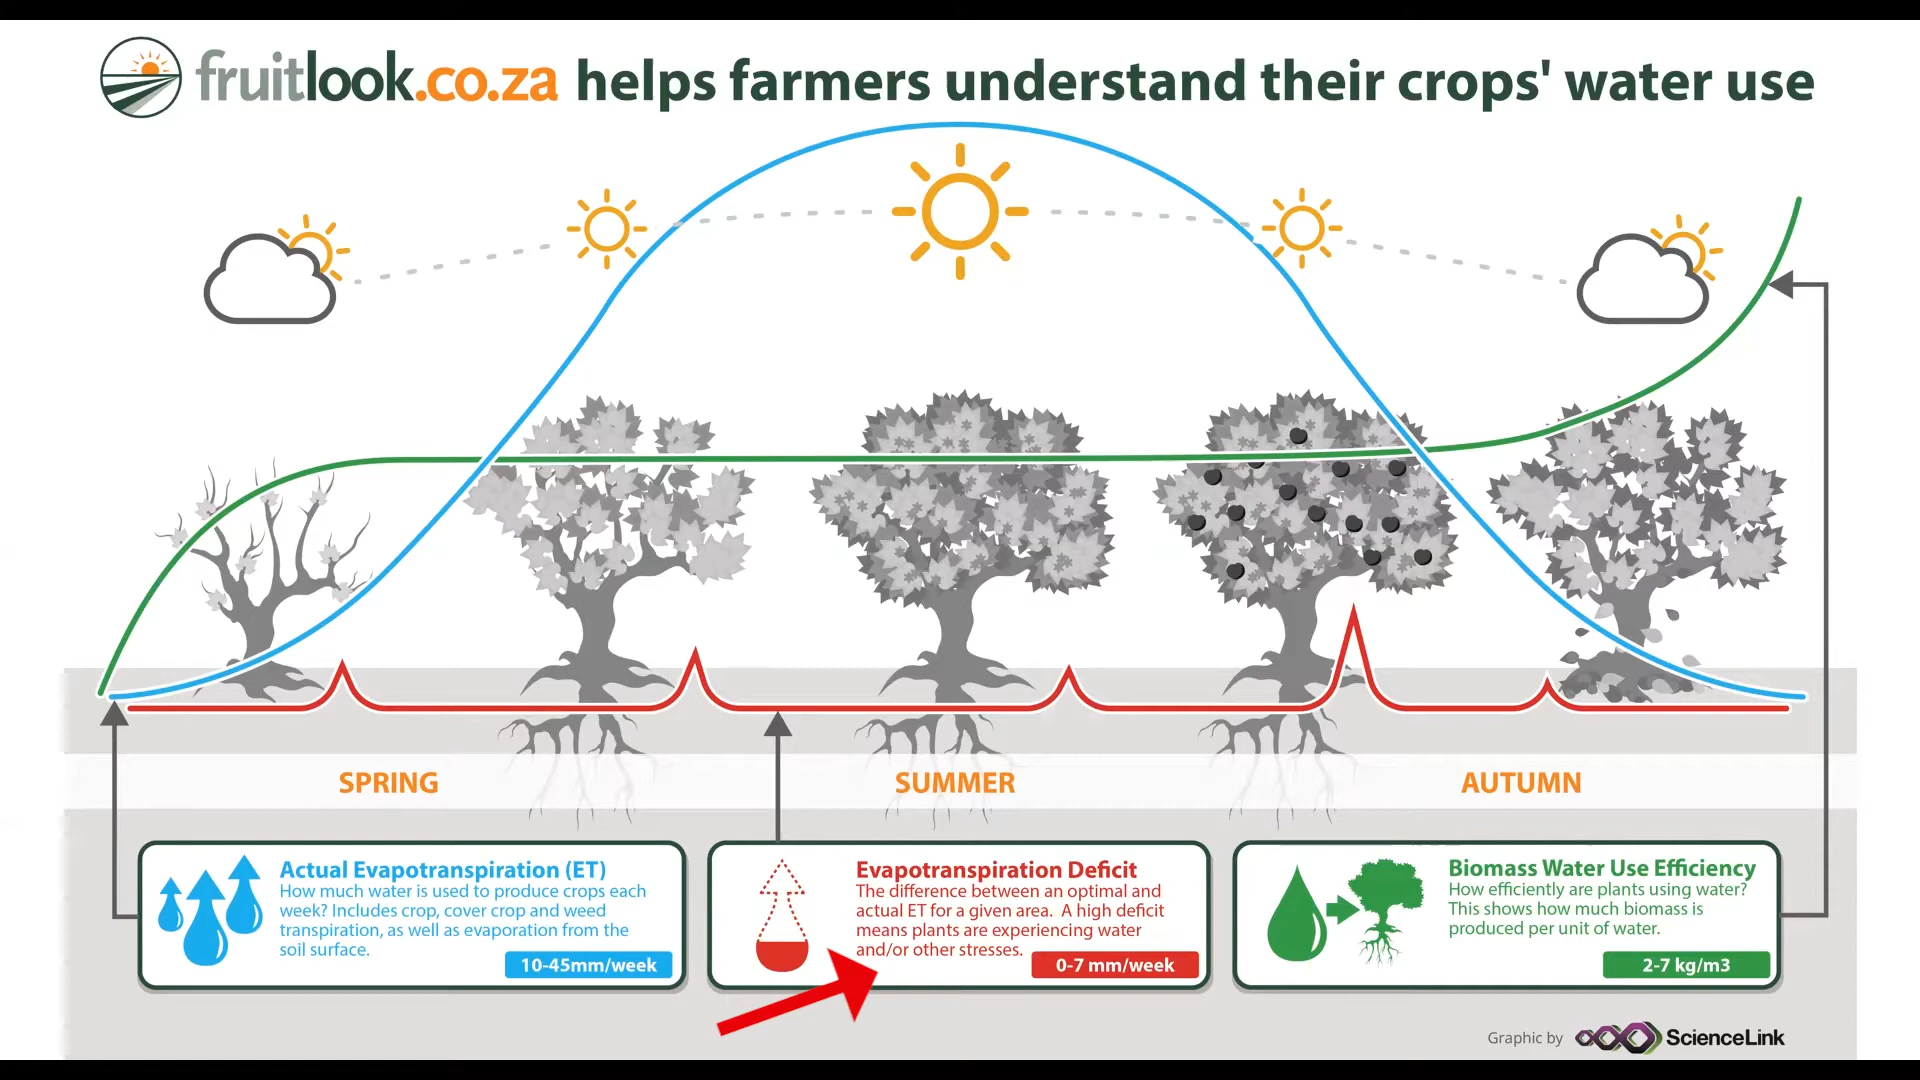 fruitlook.co.za helps farmers understand their crops' water use
SPRING
SUMMER
AUTUMN
Actual Evapotranspiration (ET)
How much water is used to produce crops each
week? Includes crop, cover crop and weed
transpiration, as well as evaporation from the
soil surface.
10-45mm/week
Evapotranspiration Deficit
The difference between an optimal and
actual ET for a given area. A high deficit
means plants are experiencing water
and/or other stresses.
0-7 mm/week
Biomass Water Use Efficiency
How efficiently are plants using water?
This shows how much biomass is
produced per unit of water.
2-7 kg/m3
Graphic by ScienceLink